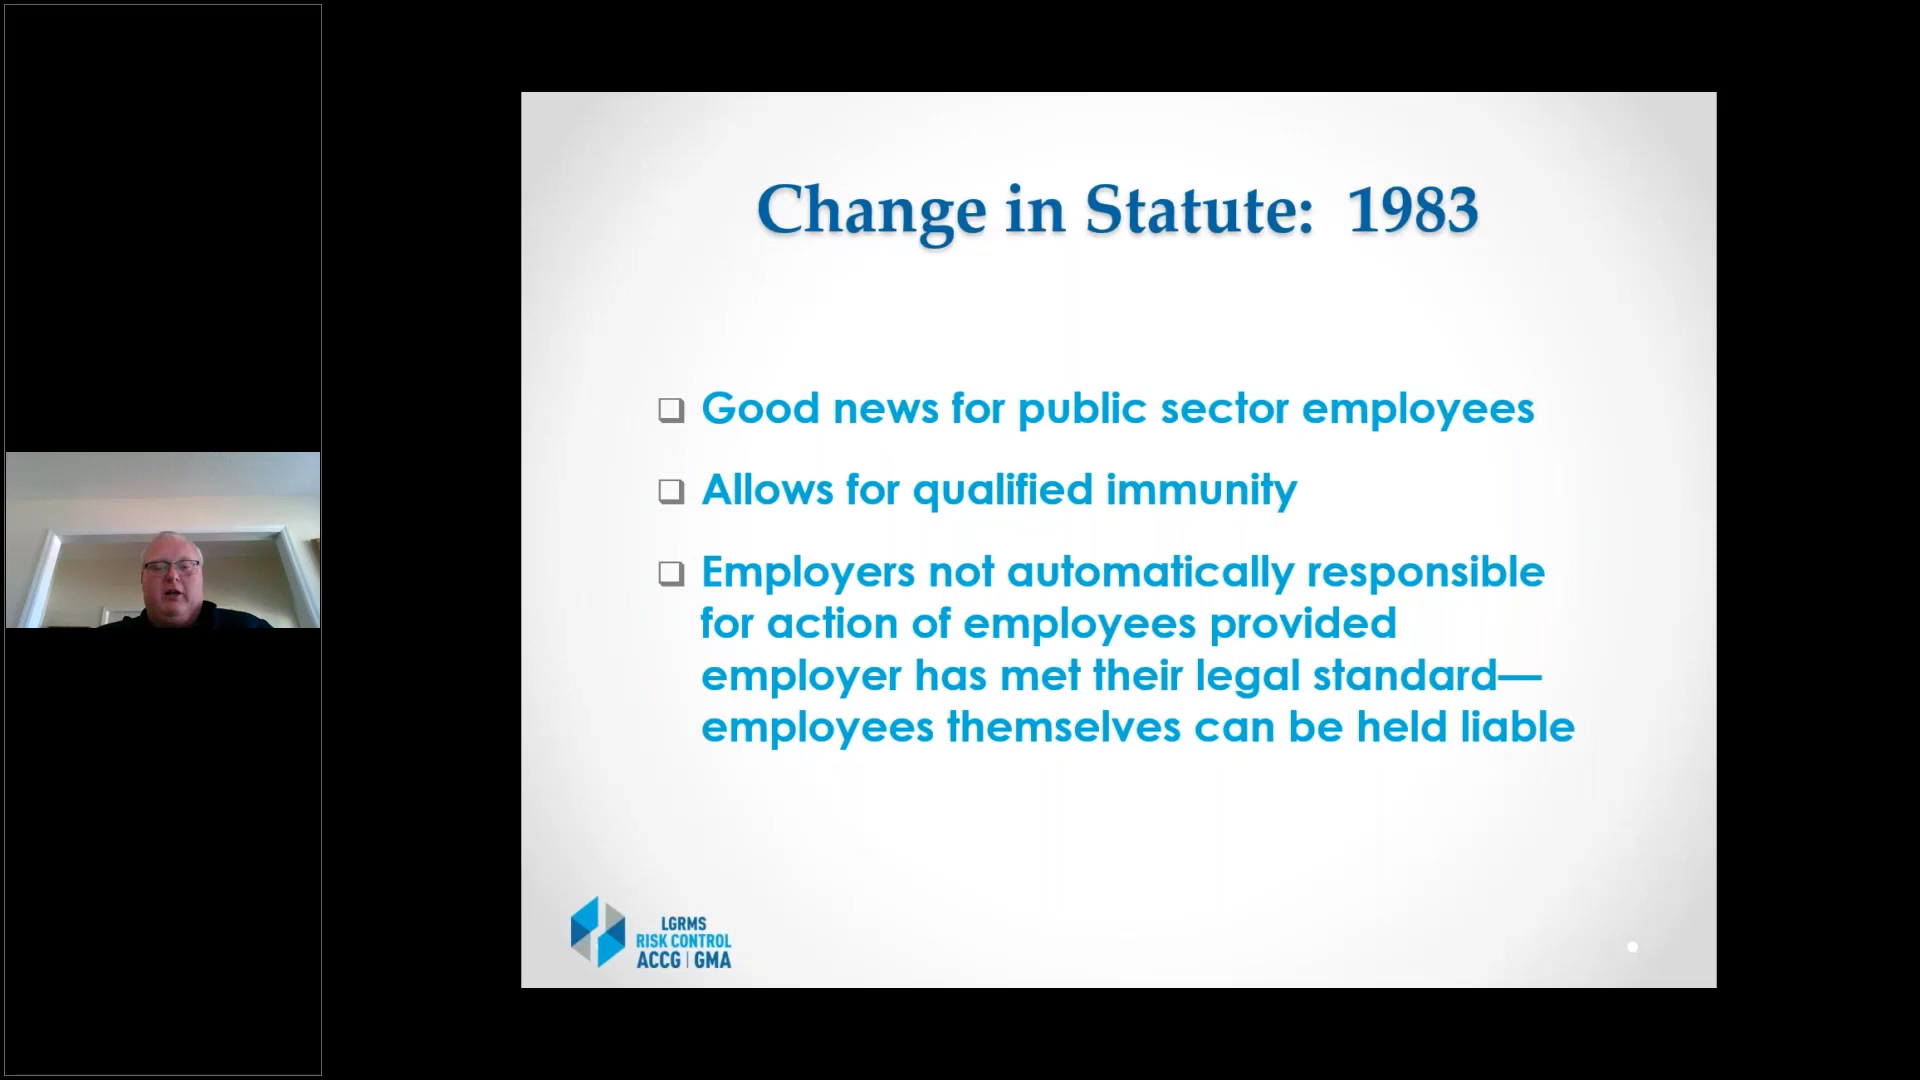 Change in Statute:  1983
Good news for public sector employees
Allows for qualified immunity
Employers not automatically responsible
for action of employees provided
employer has met their legal standard—
employees themselves can be held liable
LGRMS
RISK CONTROL
ACCG | GMA